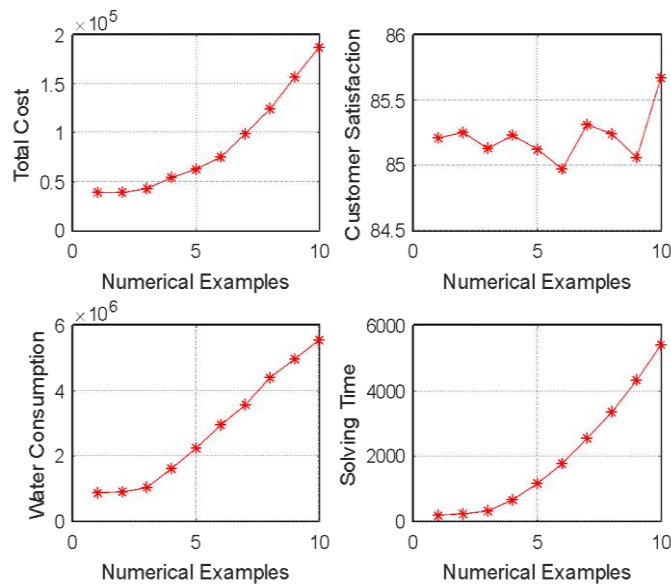 ×10^5
2
1.5
1
0.5
0
0 5 10
Total Cost
Numerical Examples
86
85.5
85
84.5
0 5 10
Customer Satisfaction
Numerical Examples
×10^6
6
4
2
0
0 5 10
Water Consumption
Numerical Examples
6000
4000
2000
0
0 5 10
Solving Time
Numerical Examples